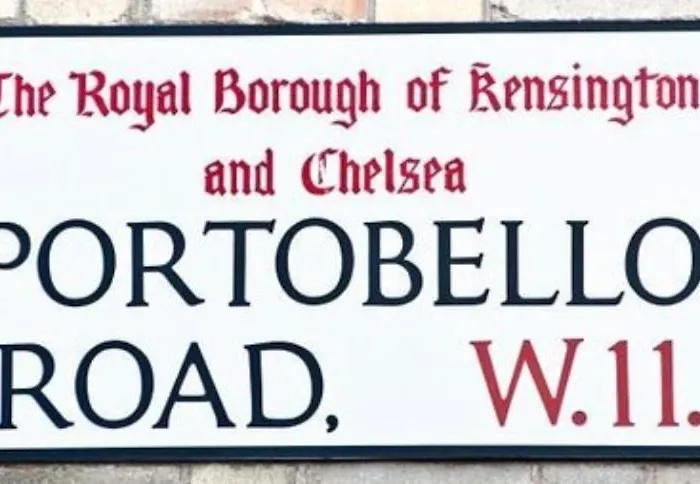 The Royal Borough of Kensington
and Chelsea
PORTOBELLO
ROAD, W.11.